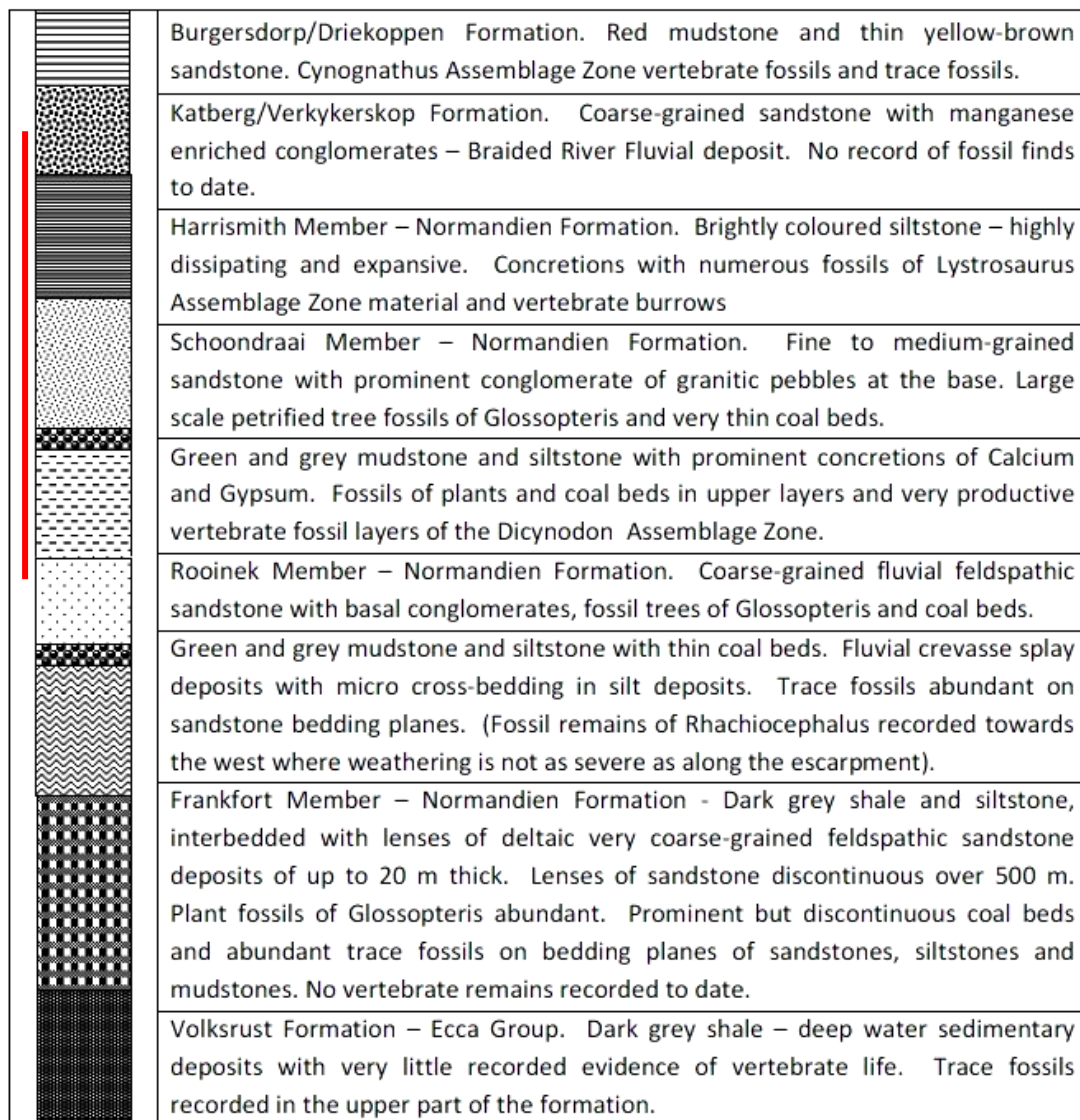 Burgersdorp/Driekoppen Formation. Red mudstone and thin yellow-brown
sandstone. Cynognathus Assemblage Zone vertebrate fossils and trace fossils.
Katberg/Verkykerskop Formation. Coarse-grained sandstone with manganese
enriched conglomerates – Braided River Fluvial deposit. No record of fossil finds
to date.
Harrismith Member – Normandien Formation. Brightly coloured siltstone – highly
dissipating and expansive. Concretions with numerous fossils of Lystrosaurus
Assemblage Zone material and vertebrate burrows
Schoondraai Member – Normandien Formation. Fine to medium-grained
sandstone with prominent conglomerate of granitic pebbles at the base. Large
scale petrified tree fossils of Glossopteris and very thin coal beds.
Green and grey mudstone and siltstone with prominent concretions of Calcium
and Gypsum. Fossils of plants and coal beds in upper layers and very productive
vertebrate fossil layers of the Dicynodon Assemblage Zone.
Rooinek Member – Normandien Formation. Coarse-grained fluvial feldspathic
sandstone with basal conglomerates, fossil trees of Glossopteris and coal beds.
Green and grey mudstone and siltstone with thin coal beds. Fluvial crevasse splay
deposits with micro cross-bedding in silt deposits. Trace fossils abundant on
sandstone bedding planes. (Fossil remains of Rhachiocephalus recorded towards
the west where weathering is not as severe as along the escarpment).
Frankfort Member – Normandien Formation - Dark grey shale and siltstone,
interbedded with lenses of deltaic very coarse-grained feldspathic sandstone
deposits of up to 20 m thick. Lenses of sandstone discontinuous over 500 m.
Plant fossils of Glossopteris abundant. Prominent but discontinuous coal beds
and abundant trace fossils on bedding planes of sandstones, siltstones and
mudstones. No vertebrate remains recorded to date.
Volksrust Formation – Ecca Group. Dark grey shale – deep water sedimentary
deposits with very little recorded evidence of vertebrate life. Trace fossils
recorded in the upper part of the formation.